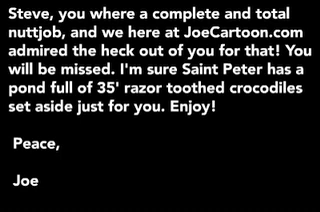 Steve, you where a complete and total
nuttjob, and we here at JoeCartoon.com
admired the heck out of you for that! You
will be missed. I'm sure Saint Peter has a
pond full of 35' razor toothed crocodiles
set aside just for you. Enjoy!
Peace,
Joe